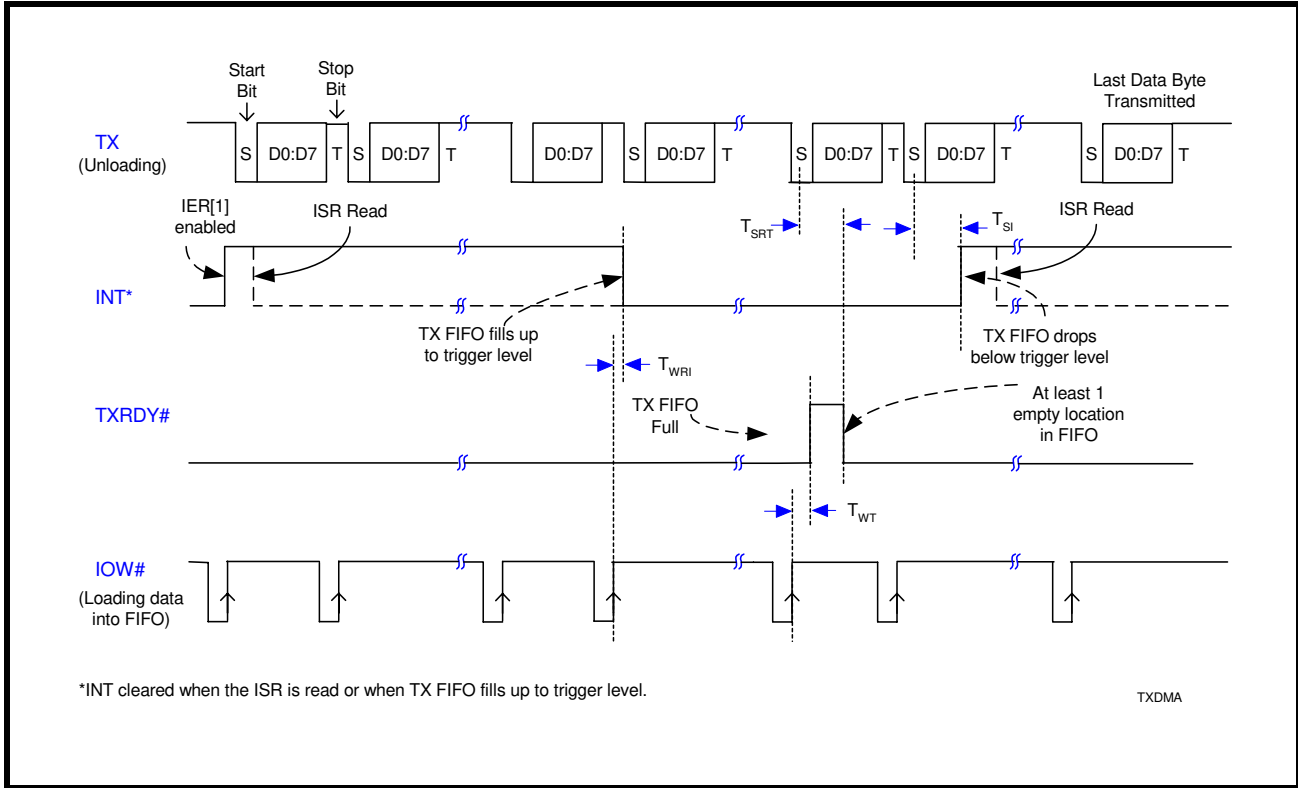 Start
Bit
Stop
Bit
Last Data Byte
Transmitted
TX
(Unloading)
S D0:D7 T S D0:D7 T D0:D7 S D0:D7 T S D0:D7 T S D0:D7 T S D0:D7 T
IER[1]
enabled
ISR Read
TSRT
TSI
ISR Read
INT*
TX FIFO fills up
to trigger level
TX FIFO drops
below trigger level
TWRI
TXRDY#
TX FIFO
Full
At least 1
empty location
in FIFO
TWT
IOW#
(Loading data
into FIFO)
*INT cleared when the ISR is read or when TX FIFO fills up to trigger level.
TXDMA